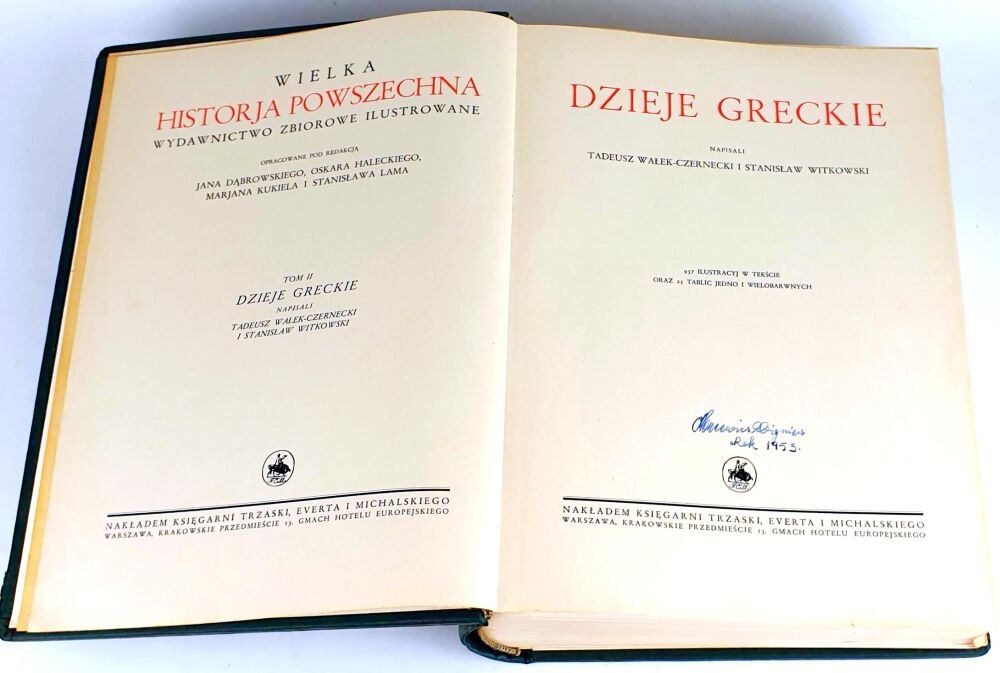 WIELKA
HISTORJA POWSZECHNA
WYDAWNICTWO ZBIOROWE ILUSTROWANE
OPRACOWANE POD REDAKCJĄ
JANA DĄBROWSKIEGO, OSKARA HALECKIEGO,
MARJANA KUKIELA I STANISŁAWA LAMA
TOM II
DZIEJE GRECKIE
NAPISALI
TADEUSZ WAŁEK-CZERNECKI
I STANISŁAW WITKOWSKI
NAKŁADEM KSIĘGARNI TRZASKI, EVERTA I MICHALSKIEGO
WARSZAWA, KRAKOWSKIE PRZEDMIEŚCIE 13. GMACH HOTELU EUROPEJSKIEGO
DZIEJE GRECKIE
NAPISALI
TADEUSZ WAŁEK-CZERNECKI I STANISŁAW WITKOWSKI
937 ILUSTRACYJ W TEKŚCIE
ORAZ 25 TABLIC JEDNO I WIELOBARWNYCH
Zbigniew
Rok 1953.
NAKŁADEM KSIĘGARNI TRZASKI, EVERTA I MICHALSKIEGO
WARSZAWA, KRAKOWSKIE PRZEDMIEŚCIE 13. GMACH HOTELU EUROPEJSKIEGO